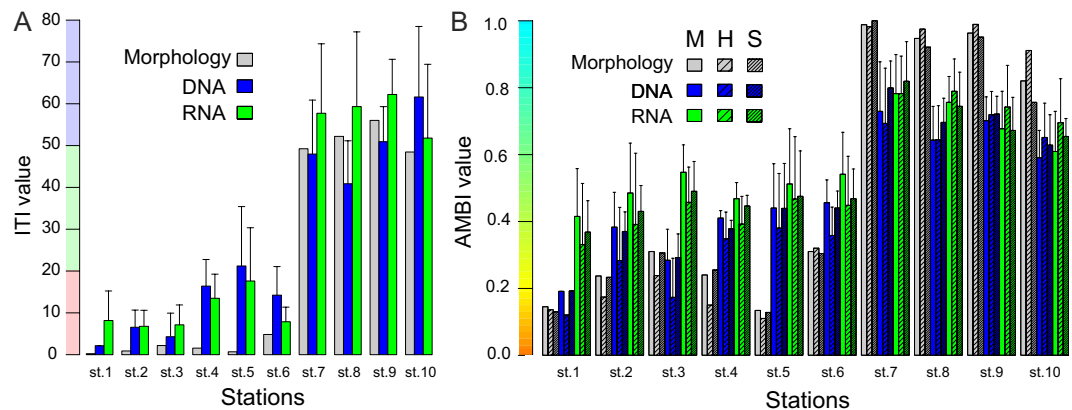 A
ITI value
80
70
60
50
40
30
20
10
0
Morphology
DNA
RNA
st.1 st.2 st.3 st.4 st.5 st.6 st.7 st.8 st.9 st.10
Stations
B
AMBI value
1.0
0.8
0.6
0.4
0.2
0.0
M H S
Morphology
DNA
RNA
st.1 st.2 st.3 st.4 st.5 st.6 st.7 st.8 st.9 st.10
Stations